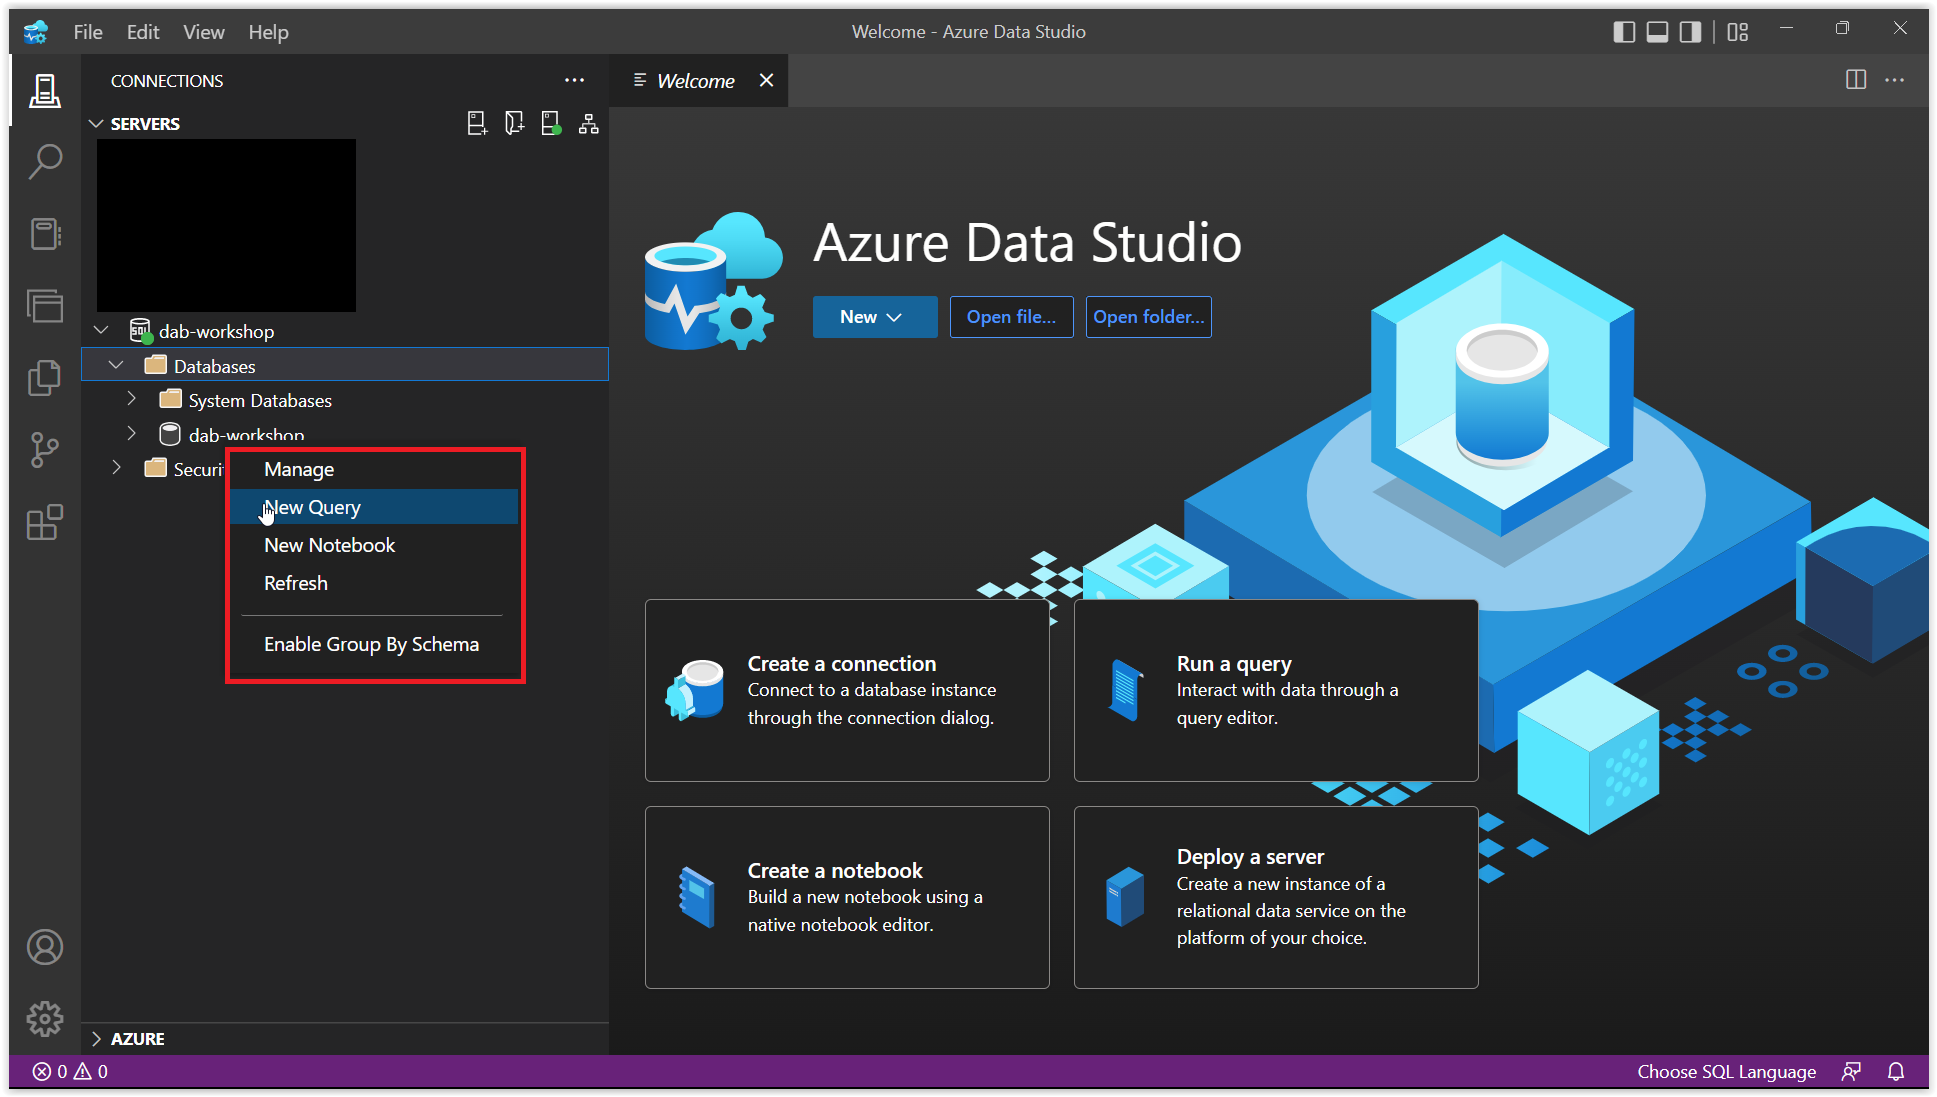 File Edit View Help
Welcome - Azure Data Studio
CONNECTIONS
Welcome
SERVERS
SQL
dab-workshop
Databases
System Databases
dab-workshop
Securi
Manage
New Query
New Notebook
Refresh
Enable Group By Schema
AZURE
Azure Data Studio
New
Open file...
Open folder...
Create a connection
Connect to a database instance
through the connection dialog.
Run a query
Interact with data through a
query editor.
Create a notebook
Build a new notebook using a
native notebook editor.
Deploy a server
Create a new instance of a
relational data service on the
platform of your choice.
0 0
Choose SQL Language